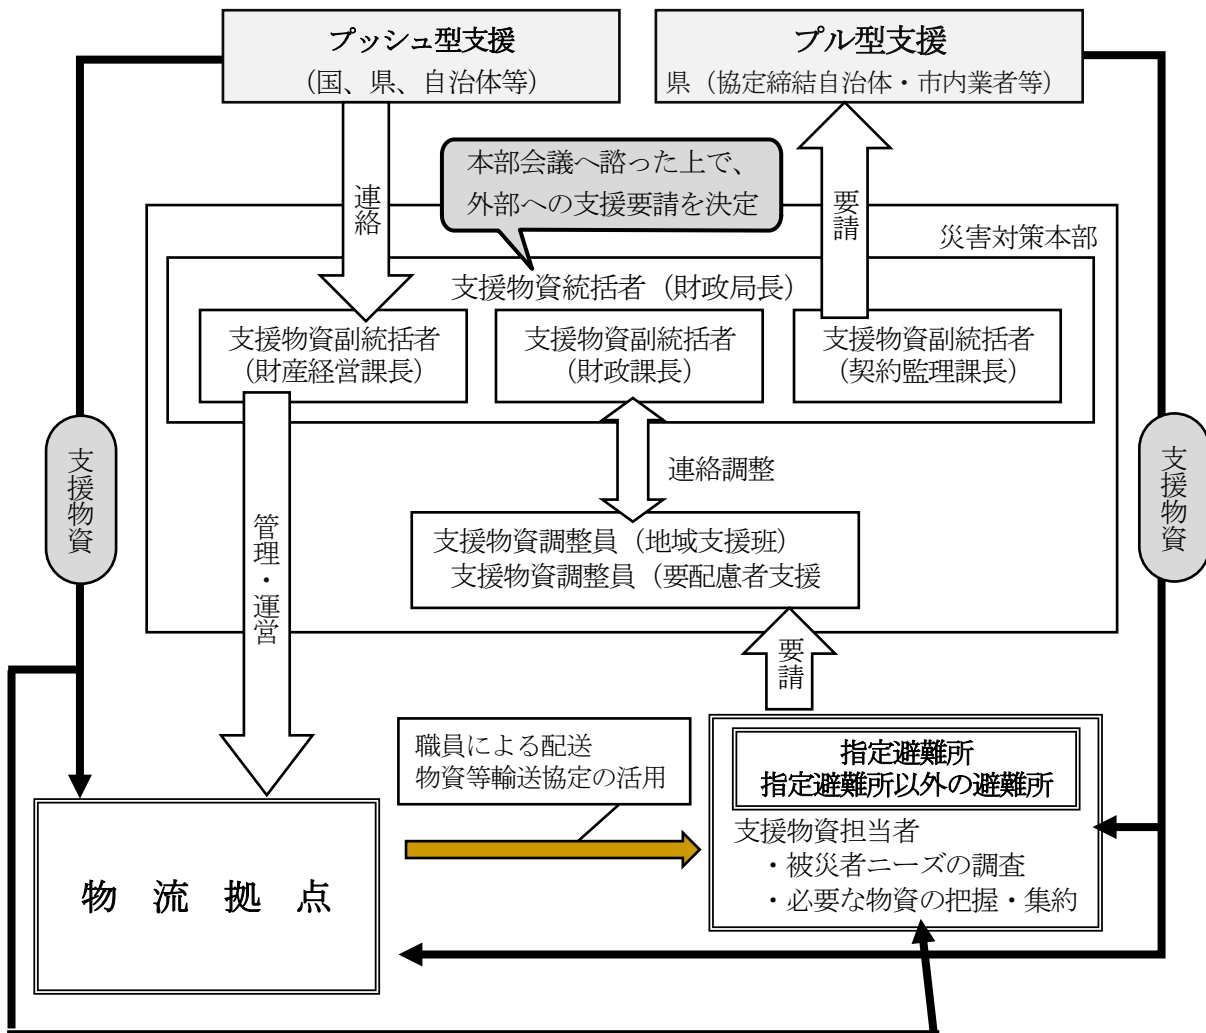 プッシュ型支援
（国、県、自治体等）
プル型支援
県（協定締結自治体・市内業者等）
連絡
本部会議へ諮った上で、
外部への支援要請を決定
要請
災害対策本部
支援物資統括者（財政局長）
支援物資副統括者
（財産経営課長）
支援物資副統括者
（財政課長）
支援物資副統括者
（契約監理課長）
支援物資
連絡調整
支援物資
支援物資調整員（地域支援班）
支援物資調整員（要配慮者支援
管理・運営
要請
職員による配送
物資等輸送協定の活用
指定避難所
指定避難所以外の避難所
支援物資担当者
・被災者ニーズの調査
・必要な物資の把握・集約
物流拠点